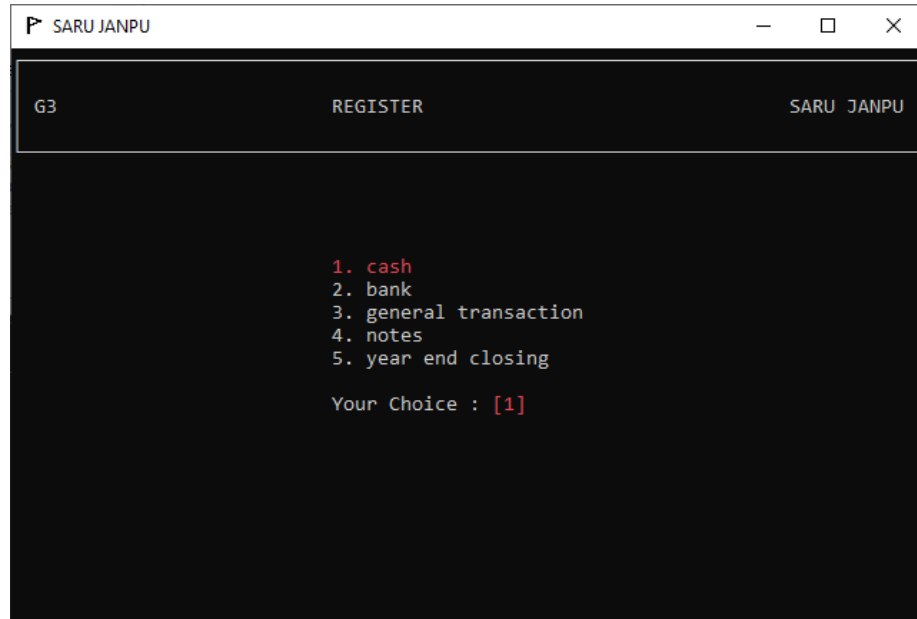 SARU JANPU
G3 REGISTER SARU JANPU
1. cash
2. bank
3. general transaction
4. notes
5. year end closing
Your Choice : [1]